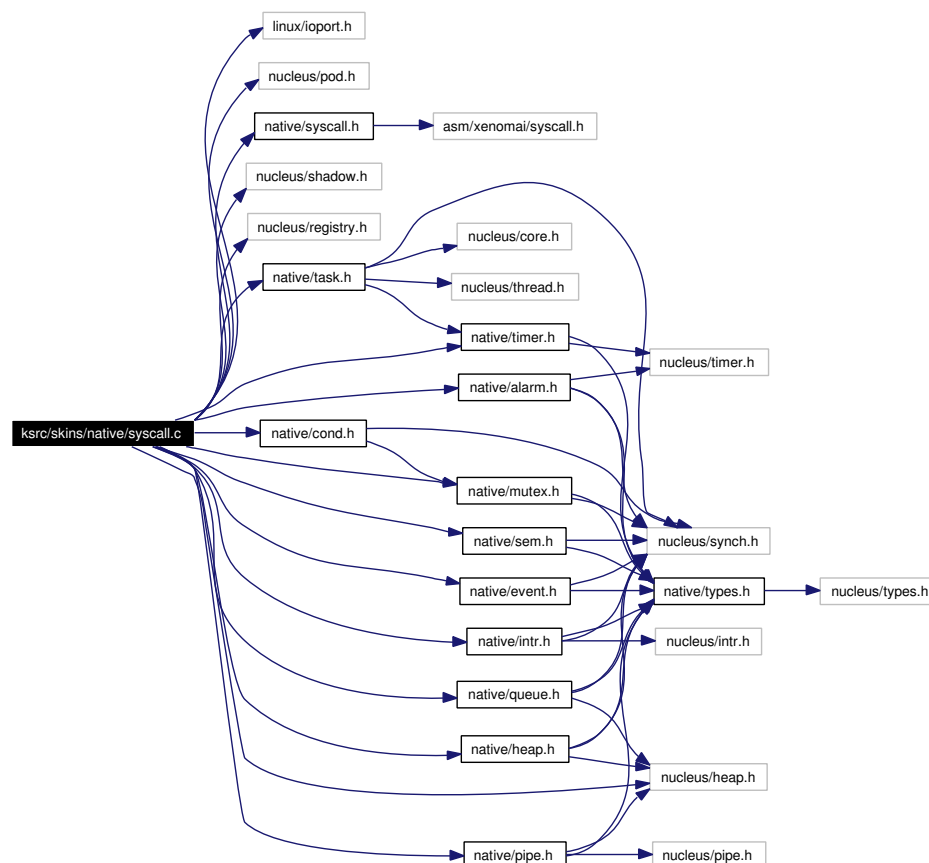 linux/ioport.h
nucleus/pod.h
native/syscall.h
asm/xenomai/syscall.h
nucleus/shadow.h
nucleus/registry.h
nucleus/core.h
native/task.h
nucleus/thread.h
native/timer.h
nucleus/timer.h
native/alarm.h
ksrc/skins/native/syscall.c
native/cond.h
native/mutex.h
native/sem.h
nucleus/synch.h
native/event.h
native/types.h
nucleus/types.h
native/intr.h
nucleus/intr.h
native/queue.h
native/heap.h
nucleus/heap.h
native/pipe.h
nucleus/pipe.h